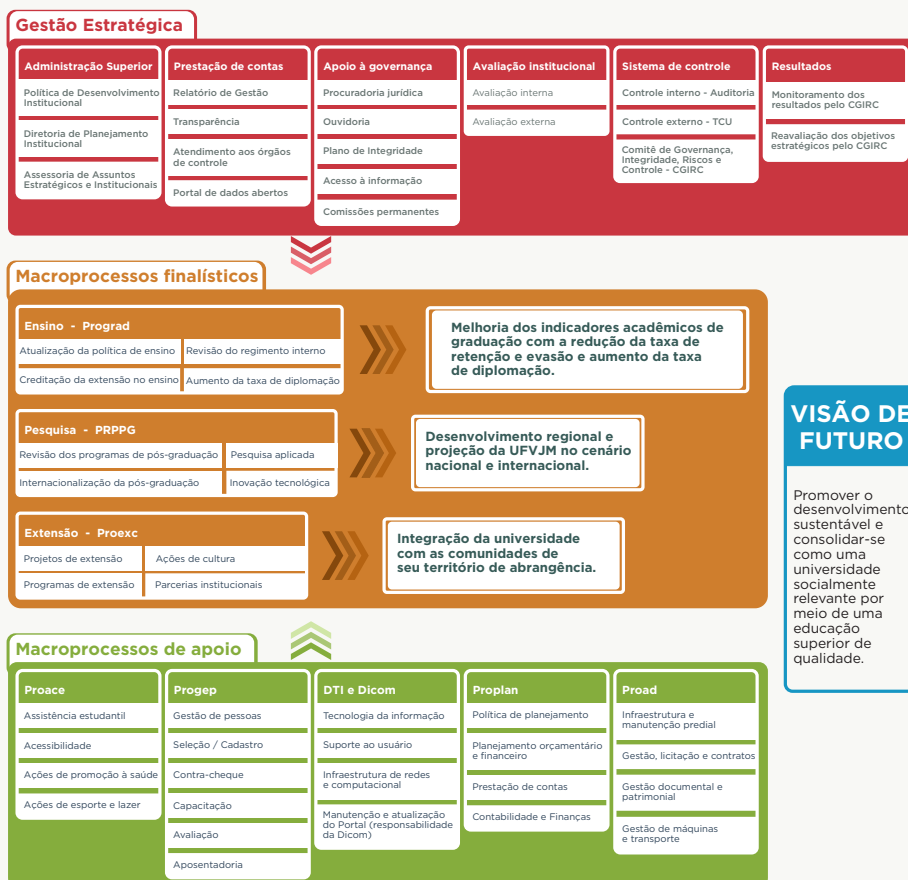 Gestão Estratégica
Administração Superior
Política de Desenvolvimento
Institucional
Diretoria de Planejamento
Institucional
Assessoria de Assuntos
Estratégicos e Institucionais
Prestação de contas
Relatório de Gestão
Transparência
Atendimento aos órgãos
de controle
Portal de dados abertos
Apoio à governança
Procuradoria jurídica
Ouvidoria
Plano de Integridade
Acesso à informação
Comissões permanentes
Avaliação institucional
Avaliação interna
Avaliação externa
Sistema de controle
Controle interno - Auditoria
Controle externo - TCU
Comitê de Governança,
Integridade, Riscos e
Controle - CGIRC
Resultados
Monitoramento dos
resultados pelo CGIRC
Reavaliação dos objetivos
estratégicos pelo CGIRC
Macroprocessos finalísticos
Ensino - Prograd
Atualização da política de ensino
Revisão do regimento interno
Creditação da extensão no ensino
Aumento da taxa de diplomação
Melhoria dos indicadores acadêmicos de
graduação com a redução da taxa de
retenção e evasão e aumento da taxa
de diplomação.
Pesquisa - PRPPG
Revisão dos programas de pós-graduação
Pesquisa aplicada
Internacionalização da pós-graduação
Inovação tecnológica
Desenvolvimento regional e
projeção da UFVJM no cenário
nacional e internacional.
Extensão - Proexc
Projetos de extensão
Ações de cultura
Programas de extensão
Parcerias institucionais
Integração da universidade
com as comunidades de
seu território de abrangência.
VISÃO DE
FUTURO
Promover o
desenvolvimento
sustentável e
consolidar-se
como uma
universidade
socialmente
relevante por
meio de uma
educação
superior de
qualidade.
Macroprocessos de apoio
Proace
Assistência estudantil
Acessibilidade
Ações de promoção à saúde
Ações de esporte e lazer
Progep
Gestão de pessoas
Seleção / Cadastro
Contra-cheque
Capacitação
Avaliação
Aposentadoria
DTI e Dicom
Tecnologia da informação
Suporte ao usuário
Infraestrutura de redes
e computacional
Manutenção e atualização
do Portal (responsabilidade
da Dicom)
Proplan
Política de planejamento
Planejamento orçamentário
e financeiro
Prestação de contas
Contabilidade e Finanças
Proad
Infraestrutura e
manutenção predial
Gestão, licitação e contratos
Gestão documental e
patrimonial
Gestão de máquinas
e transporte